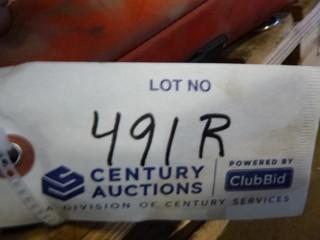 LOT NO
491R
CENTURY AUCTIONS
POWERED BY ClubBid
A DIVISION OF CENTURY SERVICES